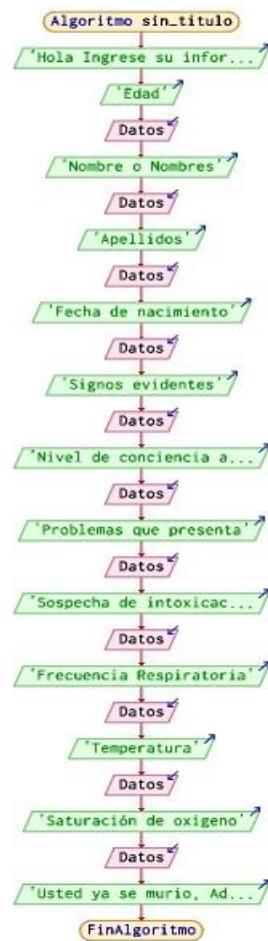 Algoritmo sin_titulo
'Hola Ingrese su infor...
'Edad'
Datos
'Nombre o Nombres'
Datos
'Apellidos'
Datos
'Fecha de nacimiento'
Datos
'Signos evidentes'
Datos
'Nivel de conciencia a...
Datos
'Problemas que presenta'
Datos
'Sospecha de intoxicac...
Datos
'Frecuencia Respiratoria'
Datos
'Temperatura'
Datos
'Saturación de oxigeno'
Datos
'Usted ya se murio, Ad...
FinAlgoritmo